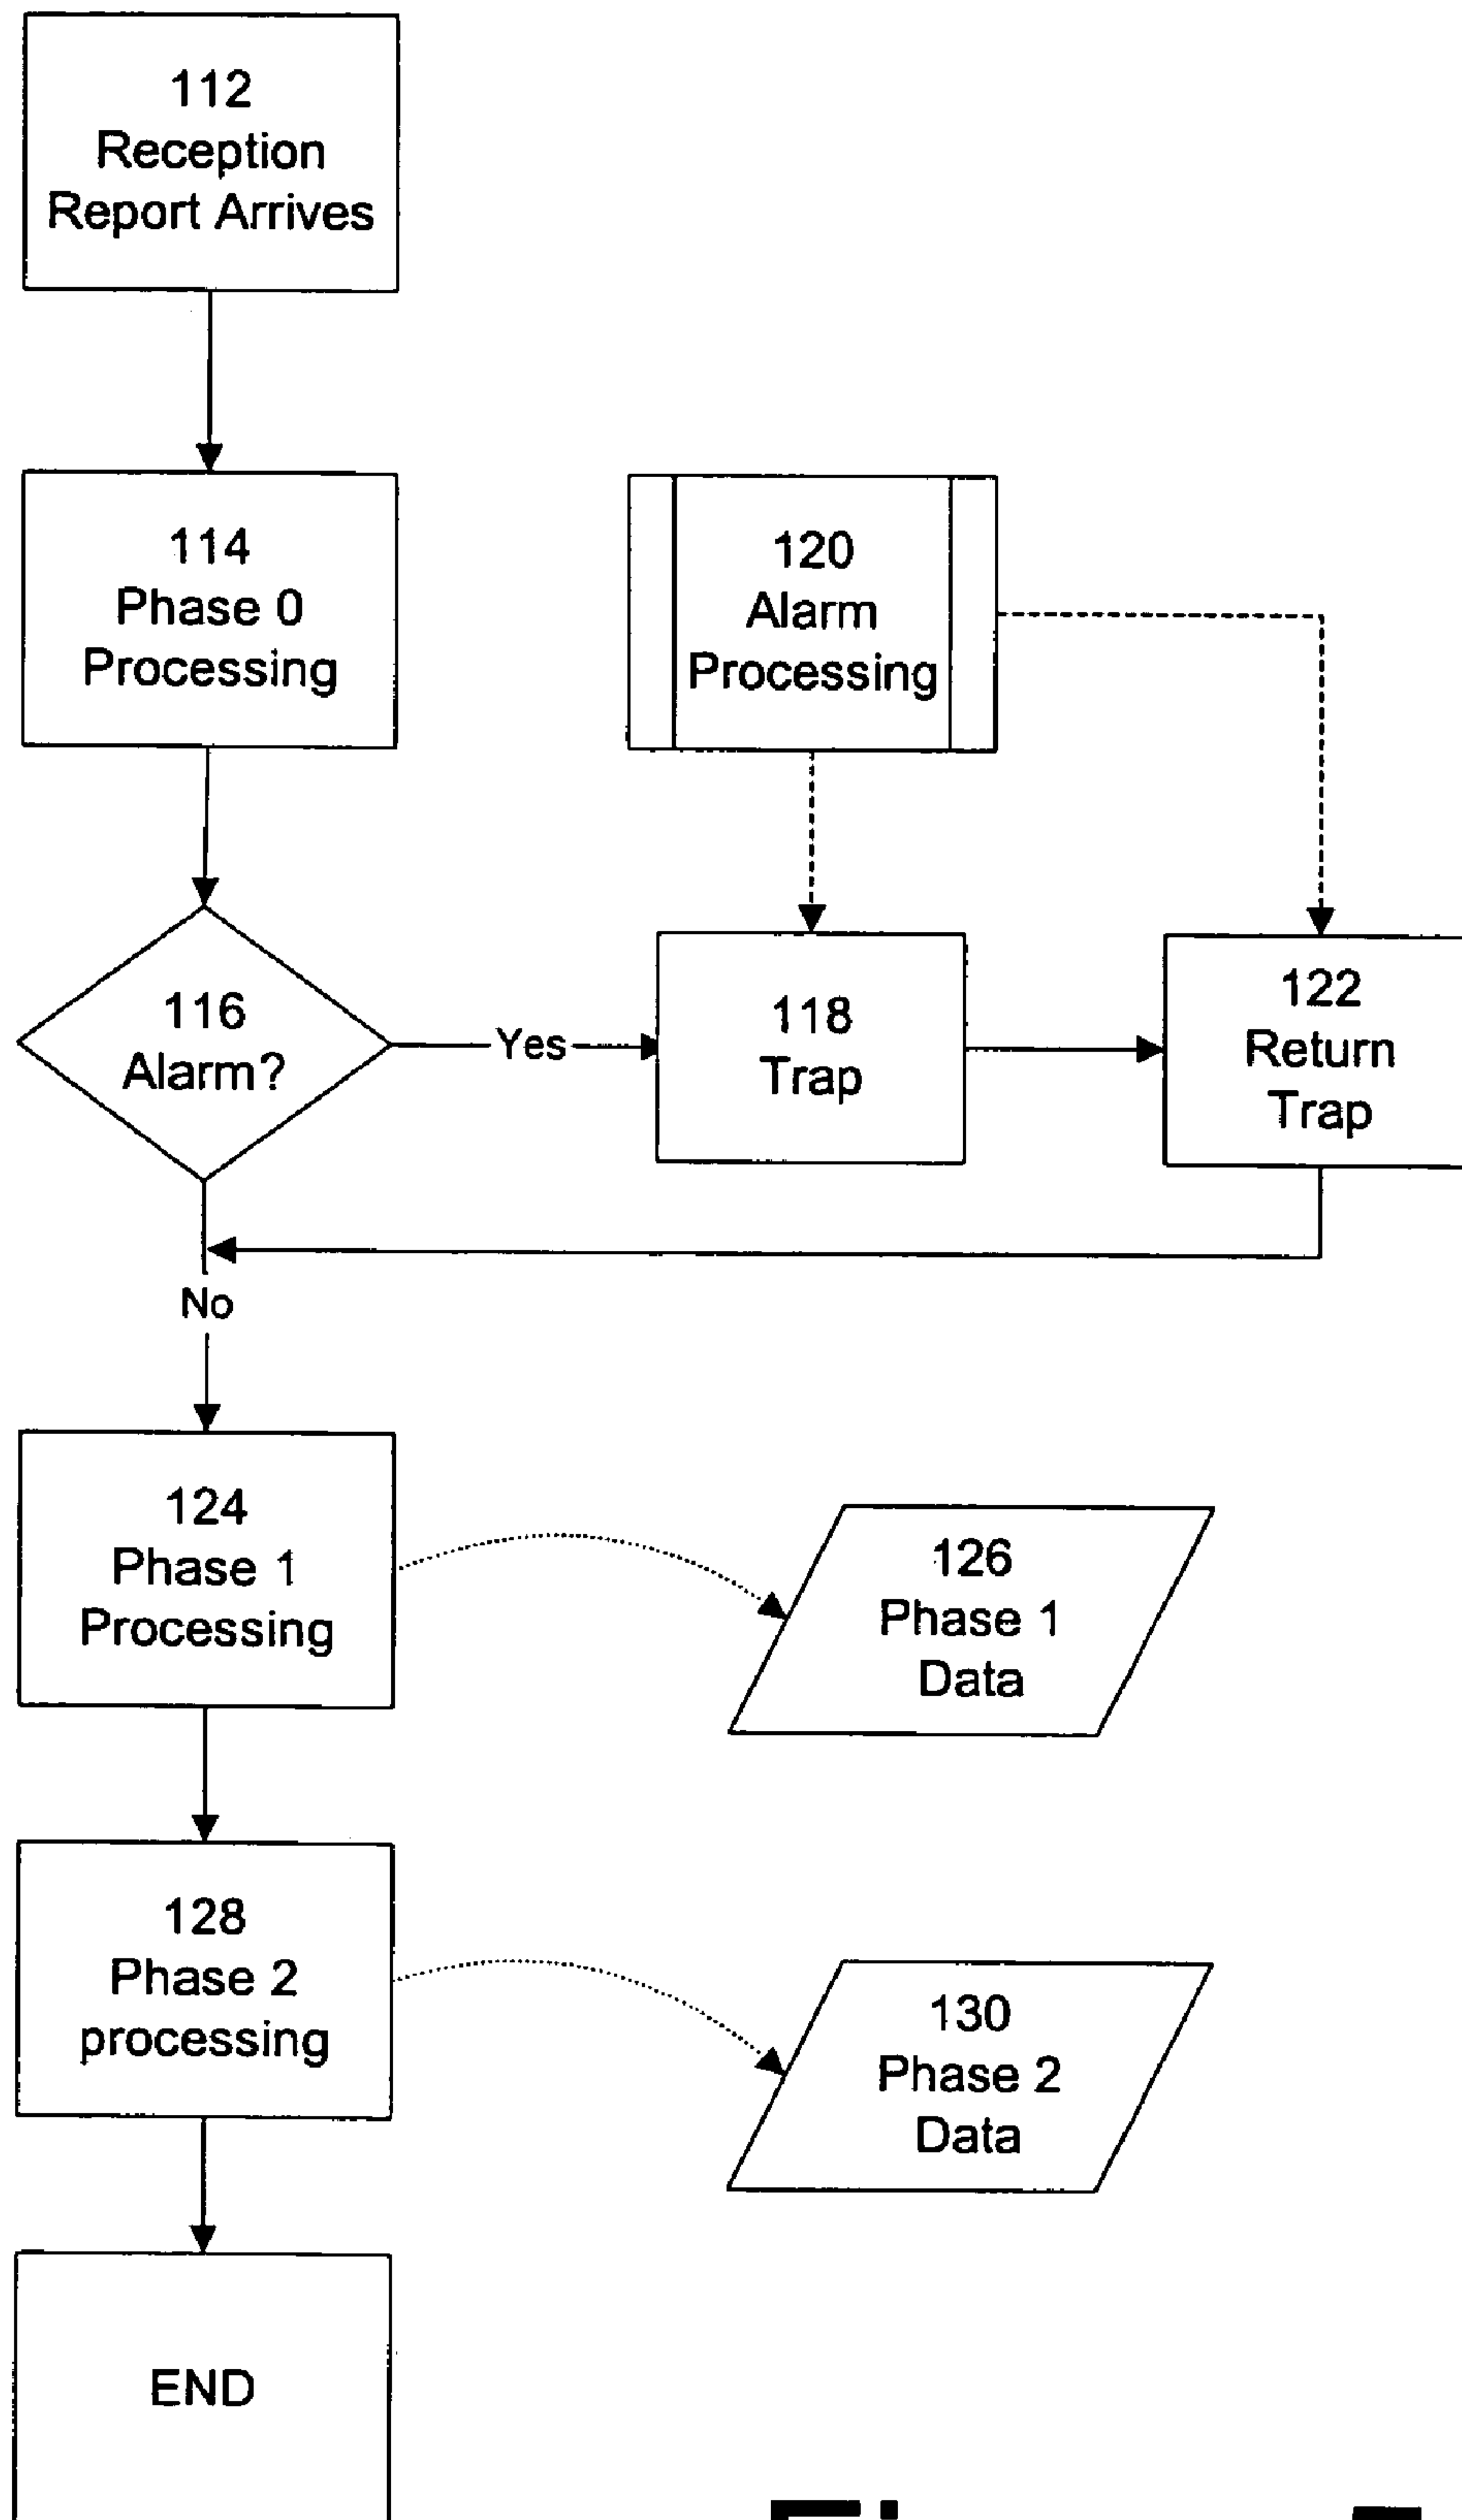 112
Reception
Report Arrives
114
Phase 0
Processing
120
Alarm
Processing
116
Alarm?
Yes
118
Trap
122
Return
Trap
No
124
Phase 1
Processing
126
Phase 1
Data
128
Phase 2
processing
130
Phase 2
Data
END